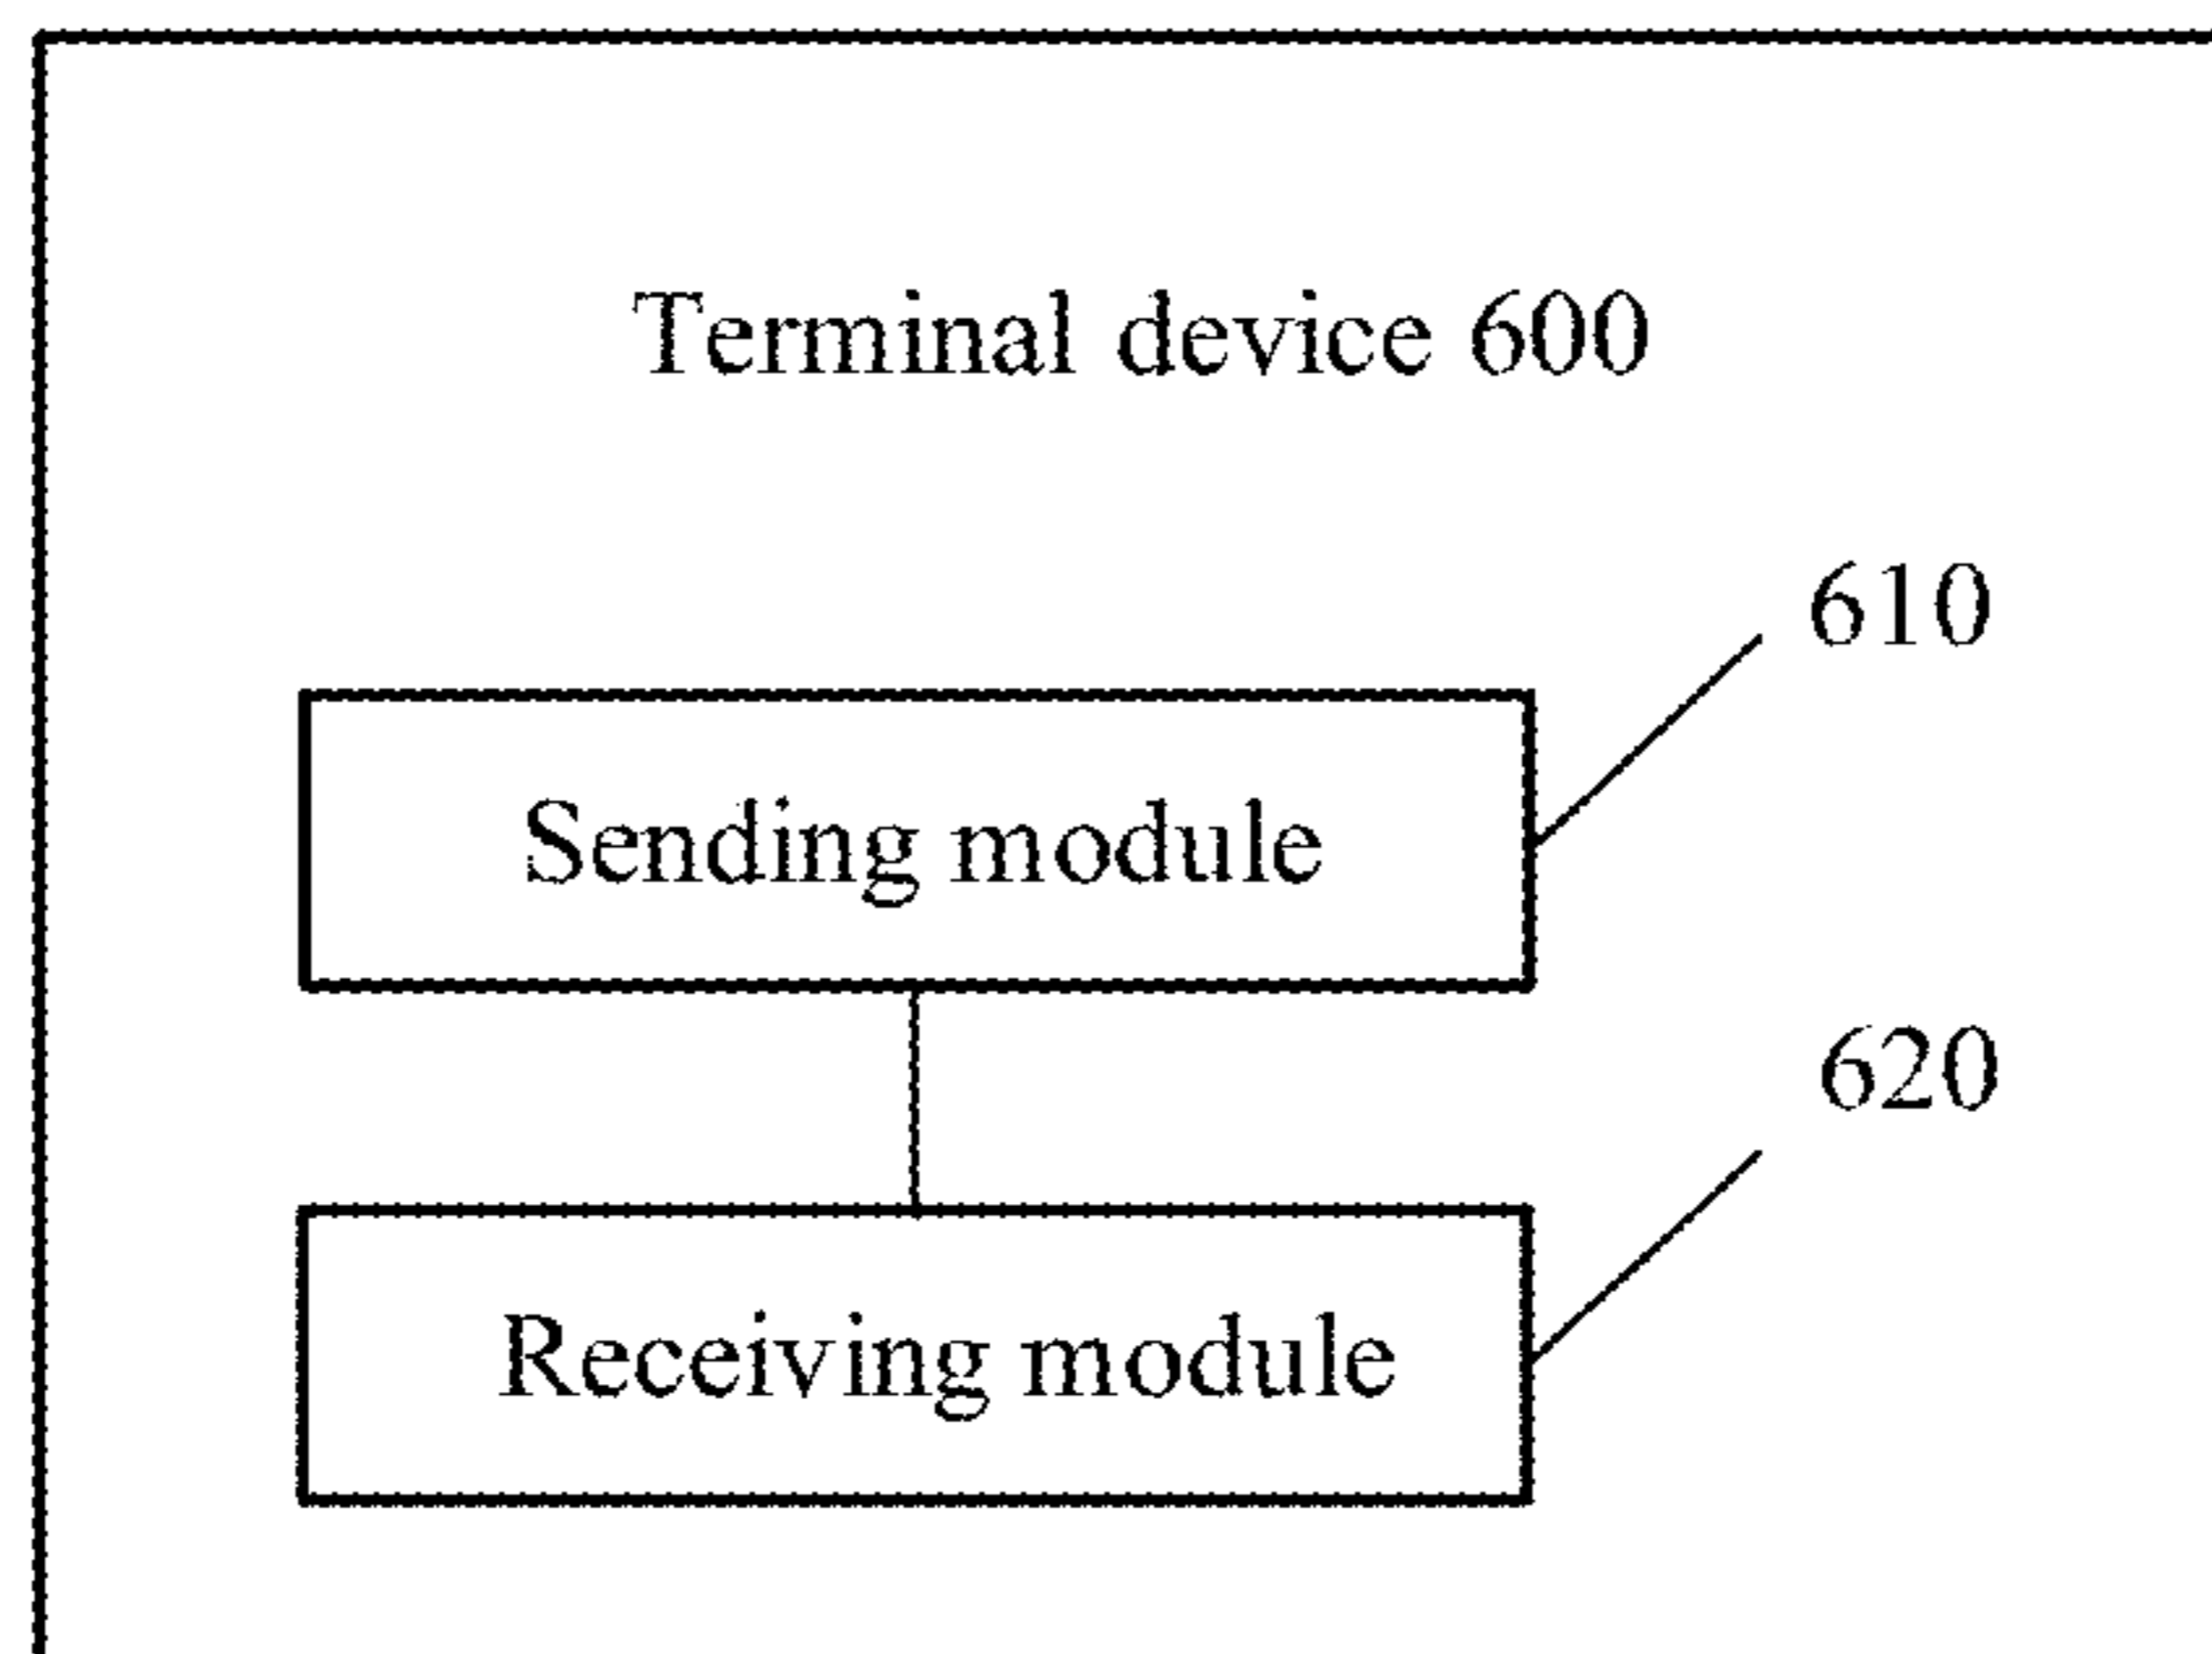 Terminal device 600
610
Sending module
620
Receiving module